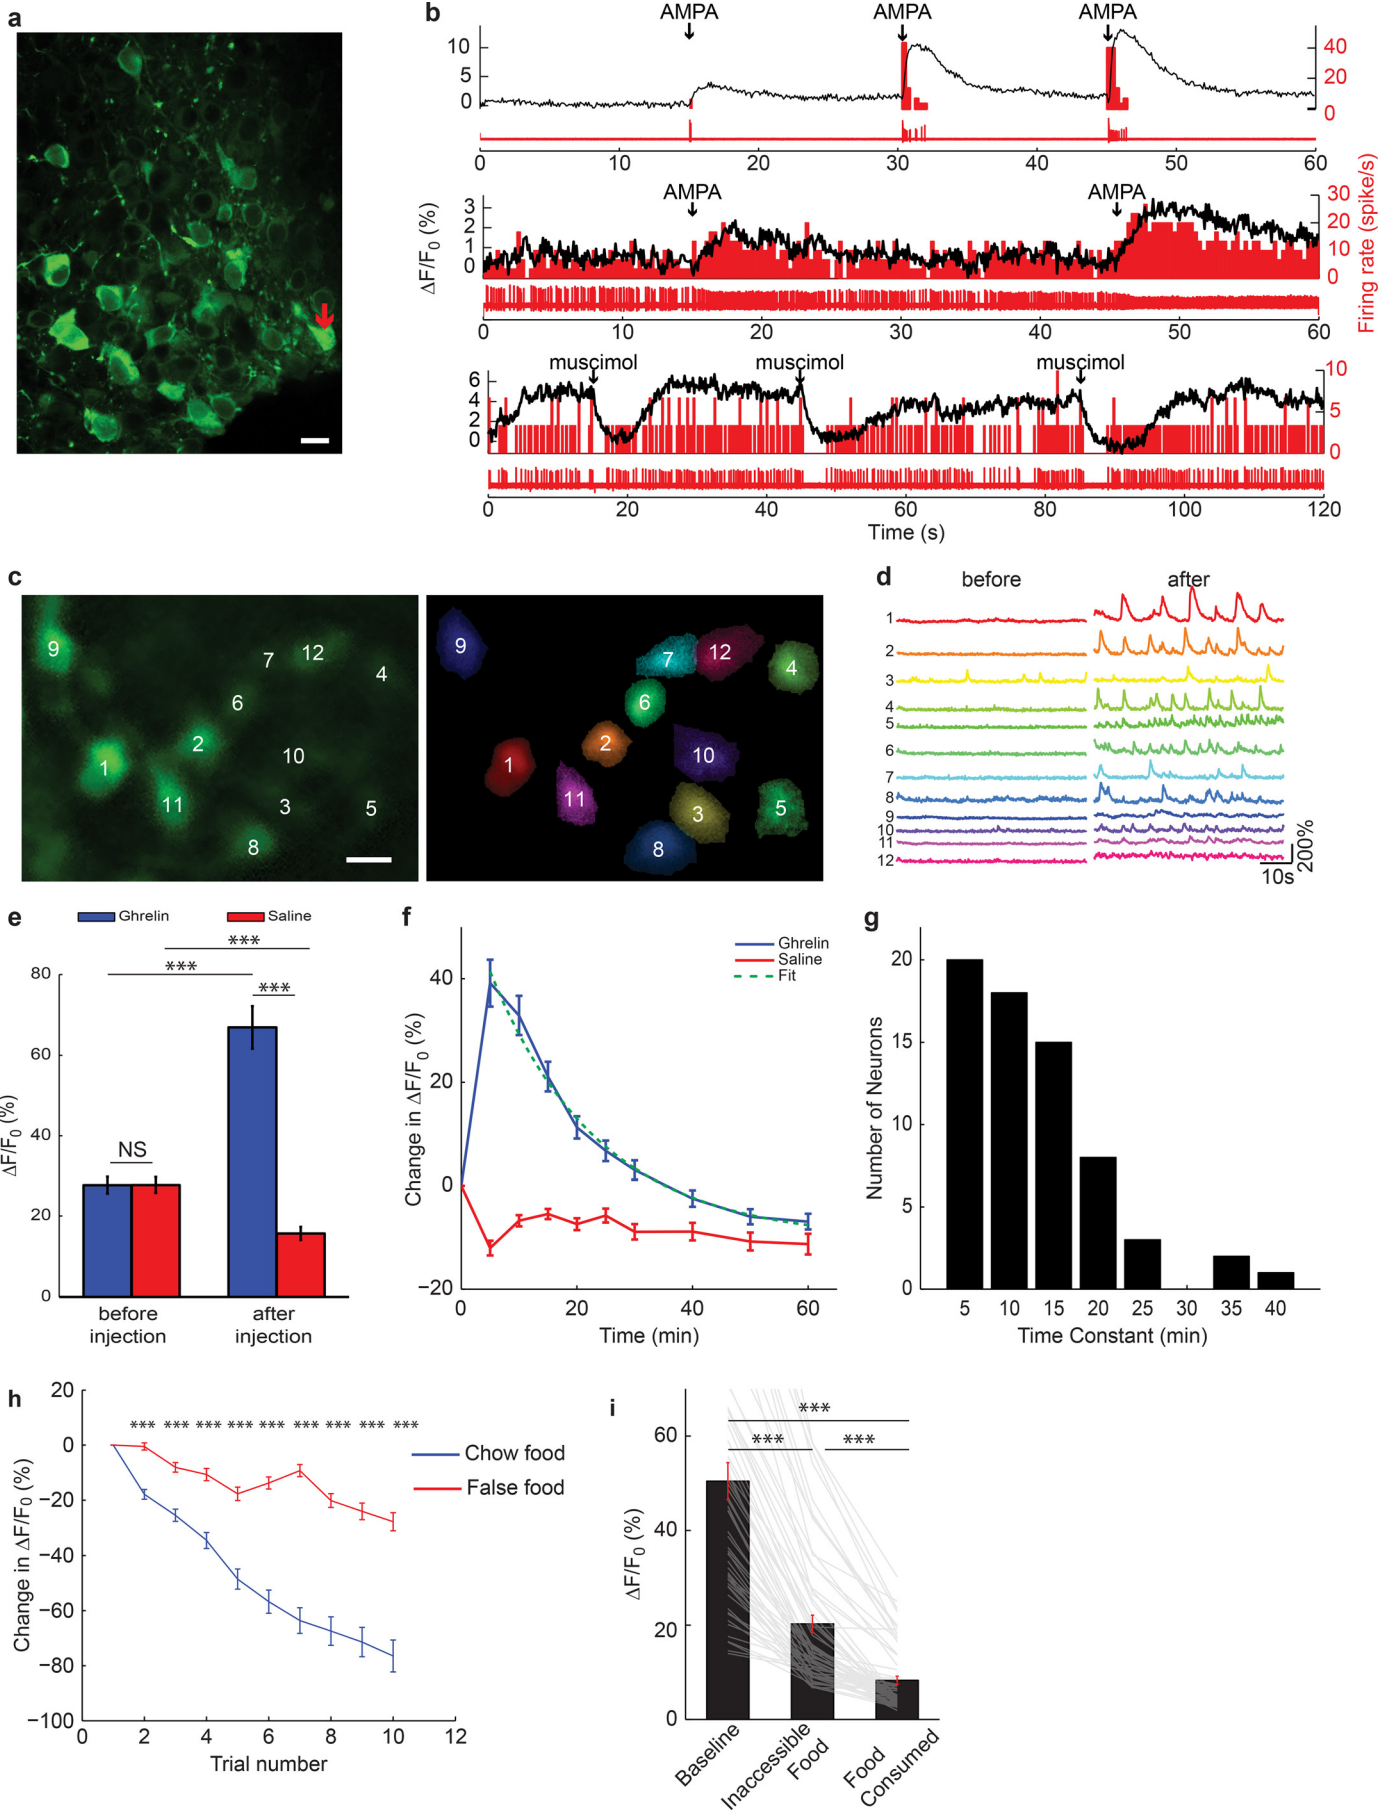 a
b
AMPA AMPA AMPA
10
5
0
40
20
0
0 10 20 30 40 50 60
AMPA AMPA
3
2
1
0
30
20
10
0
0 10 20 30 40 50 60
muscimol muscimol muscimol
6
4
2
0
10
5
0
0 20 40 60 80 100 120
Time (s)
ΔF/F0 (%)
Firing rate (spike/s)
c
9 7 12 4
6
2
10
1
11 3 5
8
9 7 12 4
6
2
10
1
11 3 5
8
d
before after
1
2
3
4
5
6
7
8
9
10
11
12
200%
10s
e
Ghrelin Saline
***
***
***
NS
80
60
40
20
0
ΔF/F0 (%)
before injection
after injection
f
Ghrelin
Saline
Fit
40
20
0
−20
Change in ΔF/F0 (%)
0 20 40 60
Time (min)
g
20
15
10
5
0
Number of Neurons
5 10 15 20 25 30 35 40
Time Constant (min)
h
20
0
−20
−40
−60
−80
−100
*** *** *** *** *** *** *** *** ***
Chow food
False food
Change in ΔF/F0 (%)
0 2 4 6 8 10 12
Trial number
i
***
*** ***
60
40
20
0
ΔF/F0 (%)
Baseline
Inaccessible Food
Food Consumed